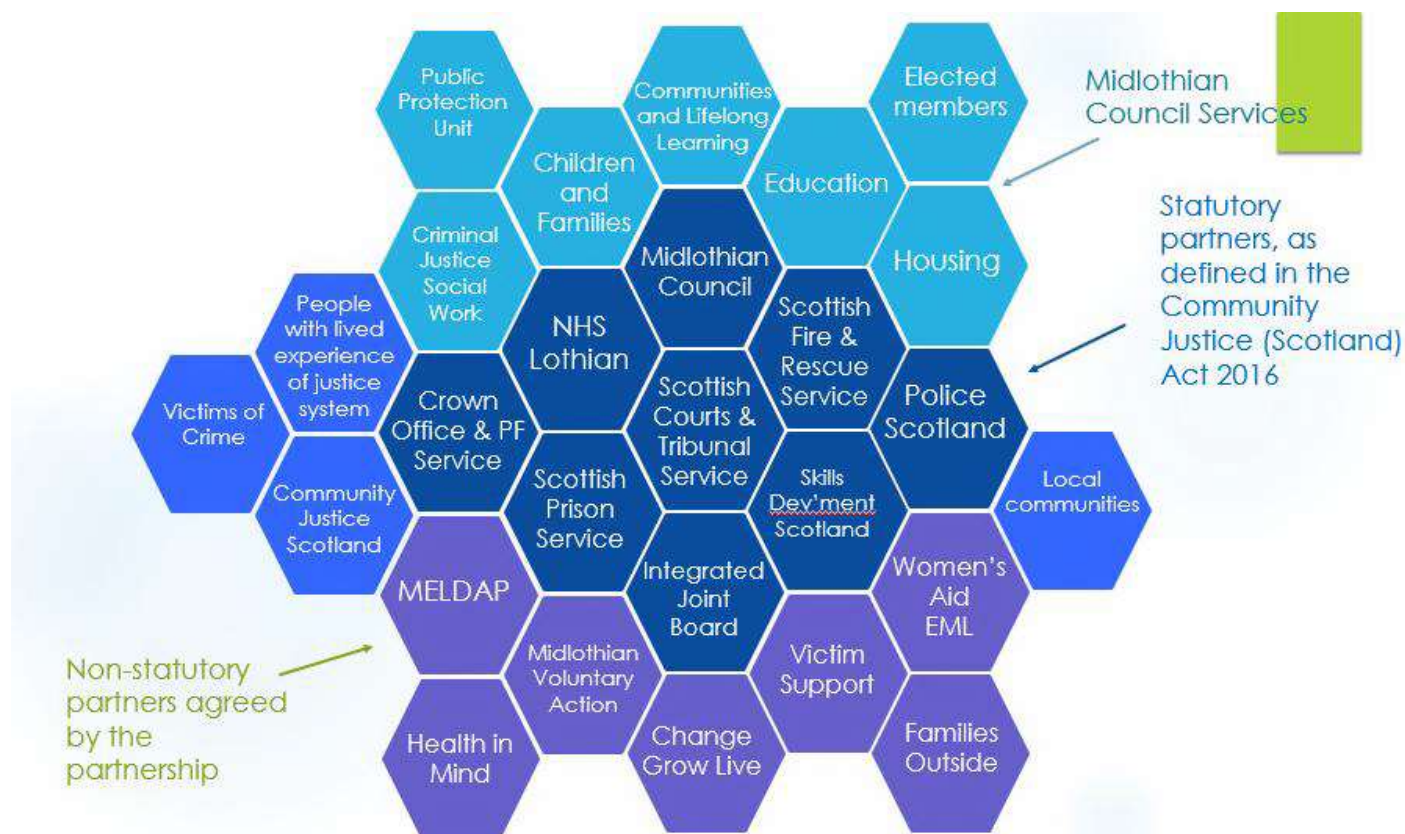 Public
Protection
Unit
Communities
and Lifelong
Learning
Elected
members
Midlothian
Council Services
Children
and
Families
Education
Criminal
Justice
Social
Work
Midlothian
Council
Housing
Statutory
partners, as
defined in the
Community
Justice (Scotland)
Act 2016
People
with lived
experience
of justice
system
NHS
Lothian
Scottish
Fire &
Rescue
Service
Victims of
Crime
Crown
Office & PF
Service
Scottish
Courts &
Tribunal
Service
Police
Scotland
Community
Justice
Scotland
Scottish
Prison
Service
Skills
Dev'ment
Scotland
Local
communities
MELDAP
Integrated
Joint
Board
Women's
Aid
EML
Non-statutory
partners agreed
by the
partnership
Midlothian
Voluntary
Action
Victim
Support
Health in
Mind
Change
Grow Live
Families
Outside